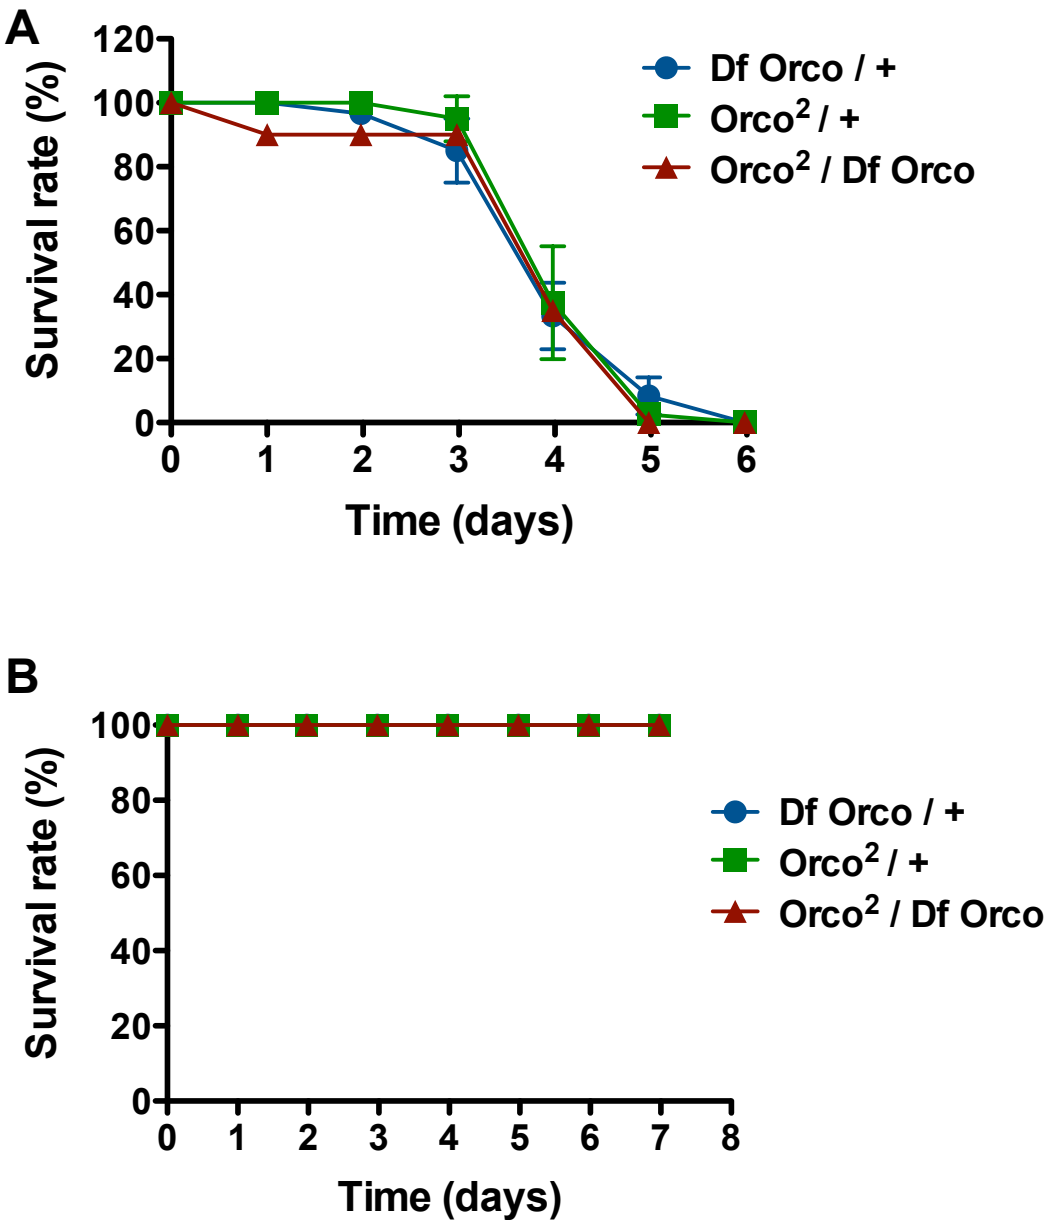 A
Survival rate (%)
120
100
80
60
40
20
0
0 1 2 3 4 5 6
Time (days)
Df Orco / +
Orco² / +
Orco² / Df Orco
B
Survival rate (%)
100
80
60
40
20
0
0 1 2 3 4 5 6 7 8
Time (days)
Df Orco / +
Orco² / +
Orco² / Df Orco